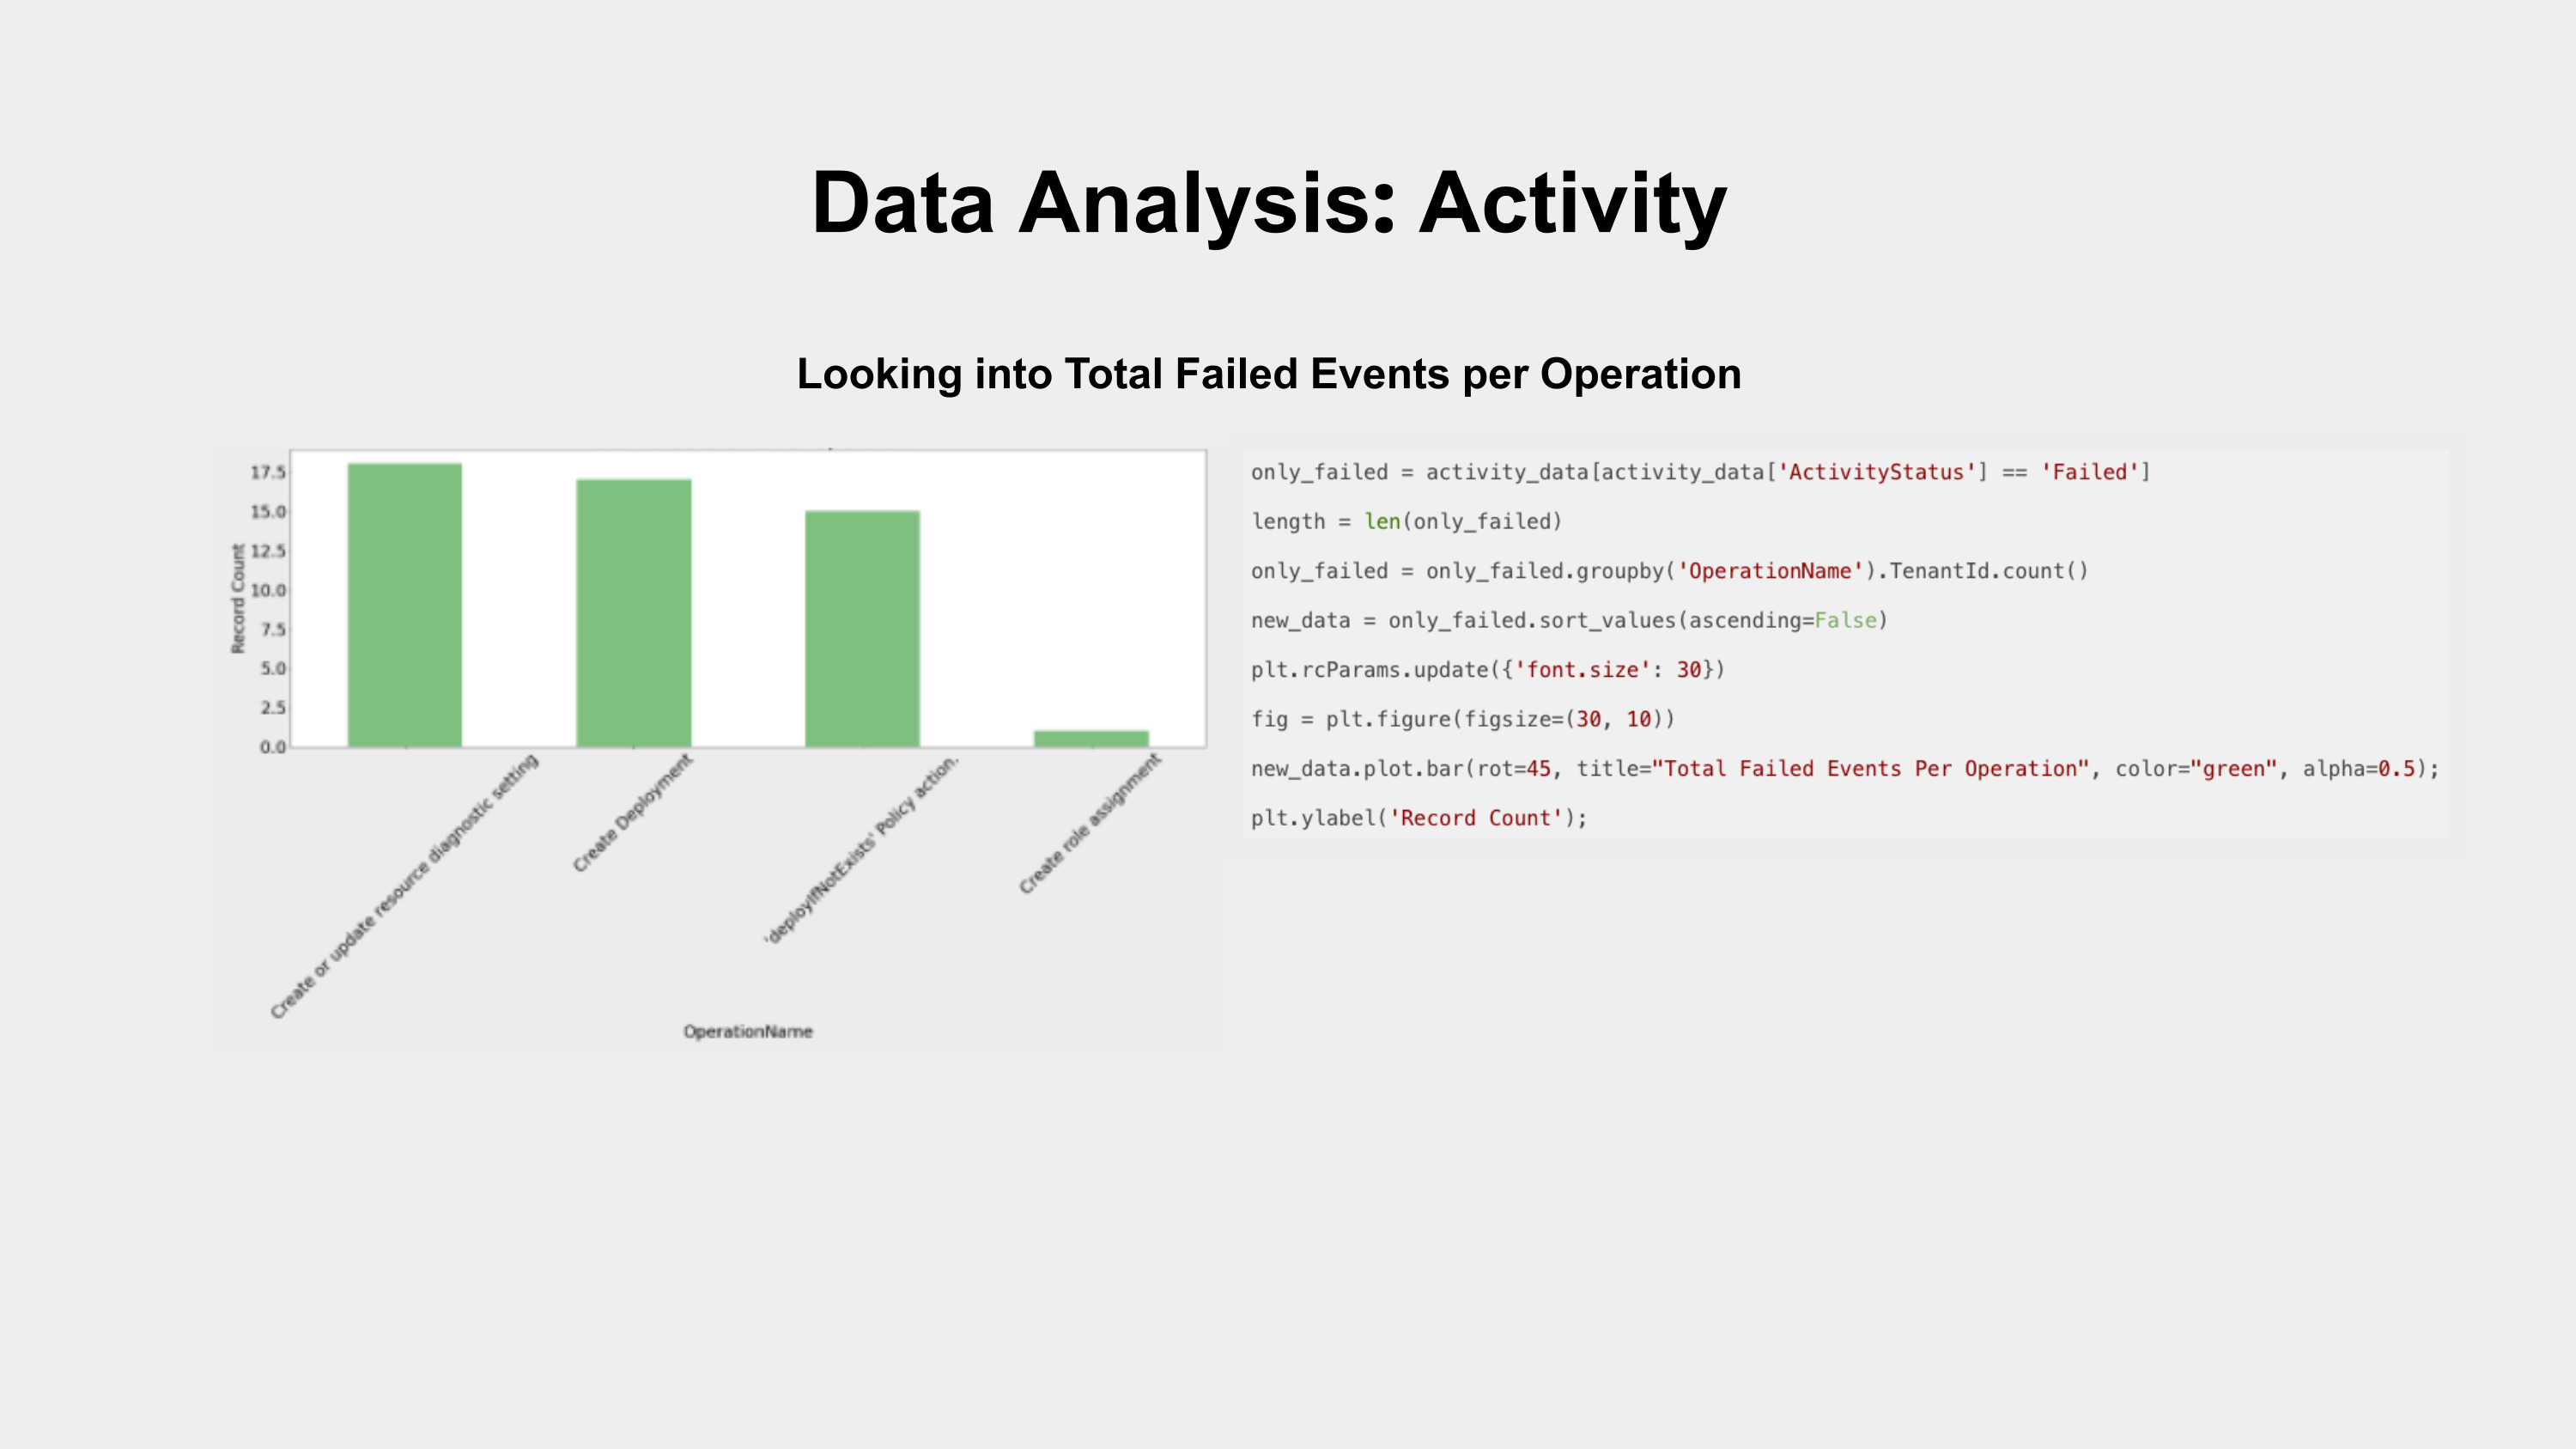 Data Analysis: Activity
Looking into Total Failed Events per Operation
17.5
15.0
12.5
10.0
7.5
5.0
2.5
0.0
Record Count
Create or update resource diagnostic setting
Create Deployment
'deployIfNotExists' Policy action.
Create role assignment
OperationName
only_failed = activity_data[activity_data['ActivityStatus'] == 'Failed']
length = len(only_failed)
only_failed = only_failed.groupby('OperationName').TenantId.count()
new_data = only_failed.sort_values(ascending=False)
plt.rcParams.update({'font.size': 30})
fig = plt.figure(figsize=(30, 10))
new_data.plot.bar(rot=45, title="Total Failed Events Per Operation", color="green", alpha=0.5);
plt.ylabel('Record Count');